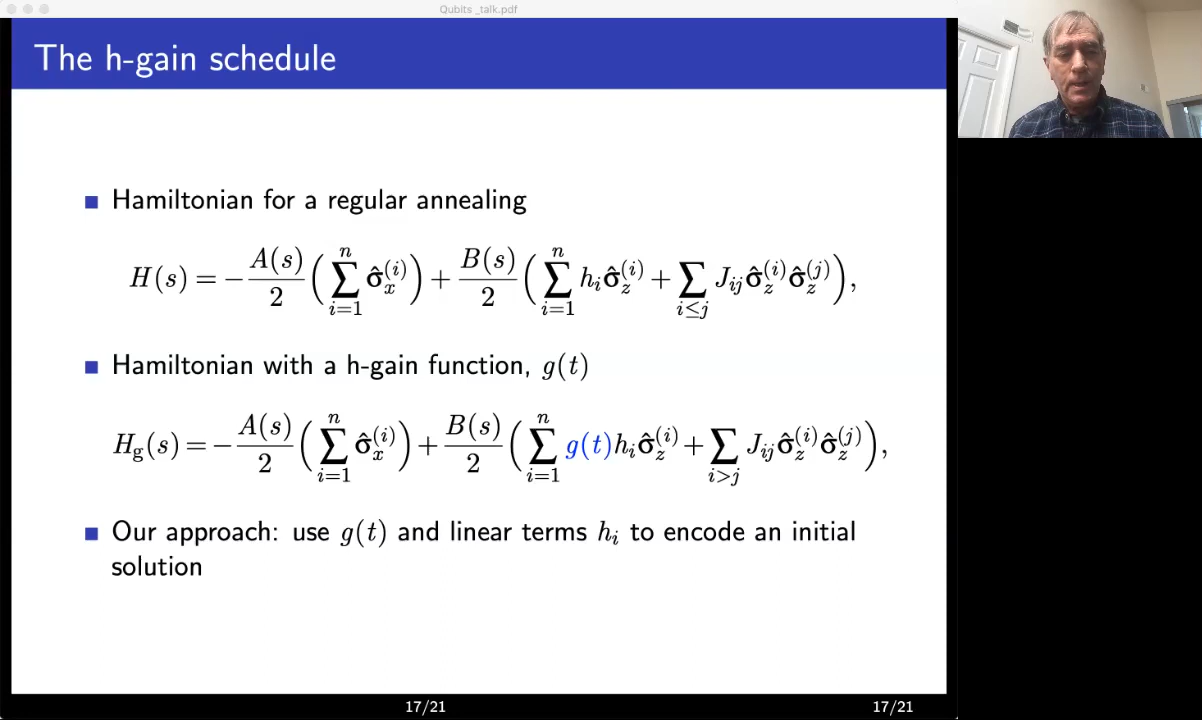 Qubits _talk.pdf
The h-gain schedule
Hamiltonian for a regular annealing
H(s) = −A(s)/2 (∑_{i=1}^{n} σ̂_x^{(i)}) + B(s)/2 (∑_{i=1}^{n} h_i σ̂_z^{(i)} + ∑_{i≤j} J_{ij} σ̂_z^{(i)} σ̂_z^{(j)}),
Hamiltonian with a h-gain function, g(t)
H_g(s) = −A(s)/2 (∑_{i=1}^{n} σ̂_x^{(i)}) + B(s)/2 (∑_{i=1}^{n} g(t)h_i σ̂_z^{(i)} + ∑_{i>j} J_{ij} σ̂_z^{(i)} σ̂_z^{(j)}),
Our approach: use g(t) and linear terms h_i to encode an initial
solution
17/21 17/21